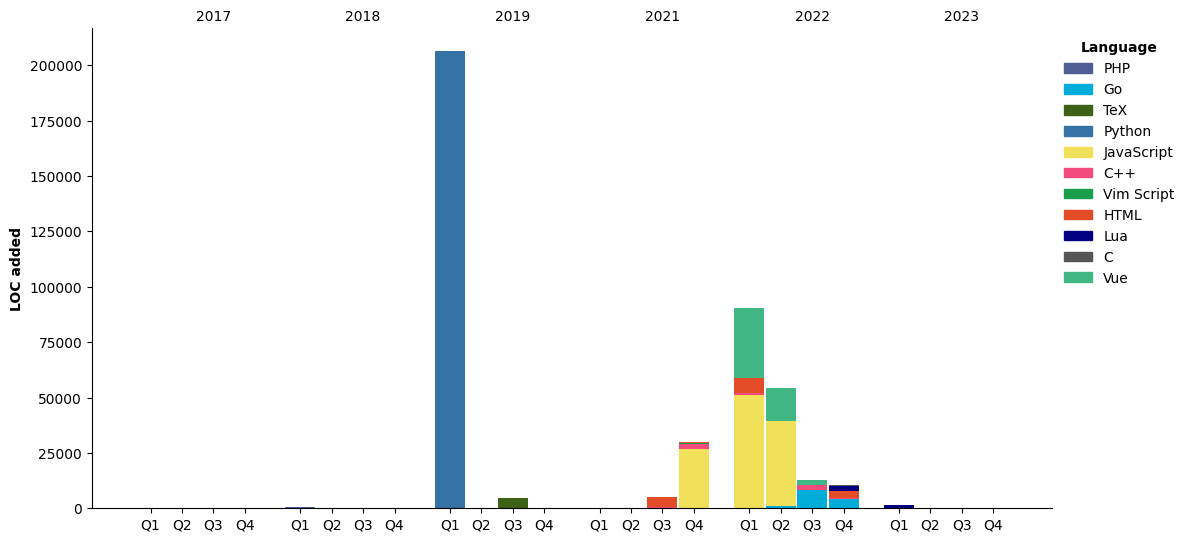 2017 2018 2019 2021 2022 2023
LOC added
200000
175000
150000
125000
100000
75000
50000
25000
0
Q1 Q2 Q3 Q4 Q1 Q2 Q3 Q4 Q1 Q2 Q3 Q4 Q1 Q2 Q3 Q4 Q1 Q2 Q3 Q4 Q1 Q2 Q3 Q4
Language
PHP
Go
TeX
Python
JavaScript
C++
Vim Script
HTML
Lua
C
Vue